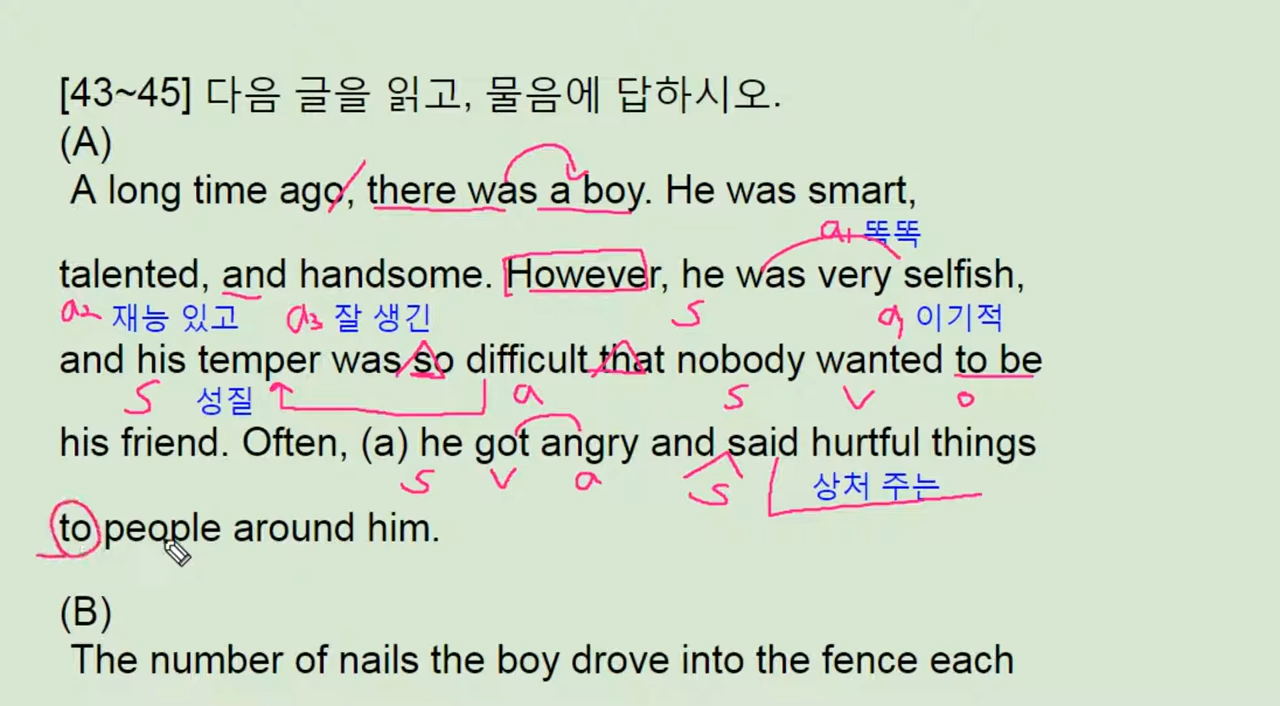 [43~45] 다음 글을 읽고, 물음에 답하시오.
(A)
A long time ago, there was a boy. He was smart,
a1 똑똑
talented, and handsome. However, he was very selfish,
a2 재능 있고 a3 잘 생긴 S a 이기적
and his temper was so difficult that nobody wanted to be
S 성질 a S V o
his friend. Often, (a) he got angry and said hurtful things
S V a S 상처 주는
to people around him.
(B)
The number of nails the boy drove into the fence each